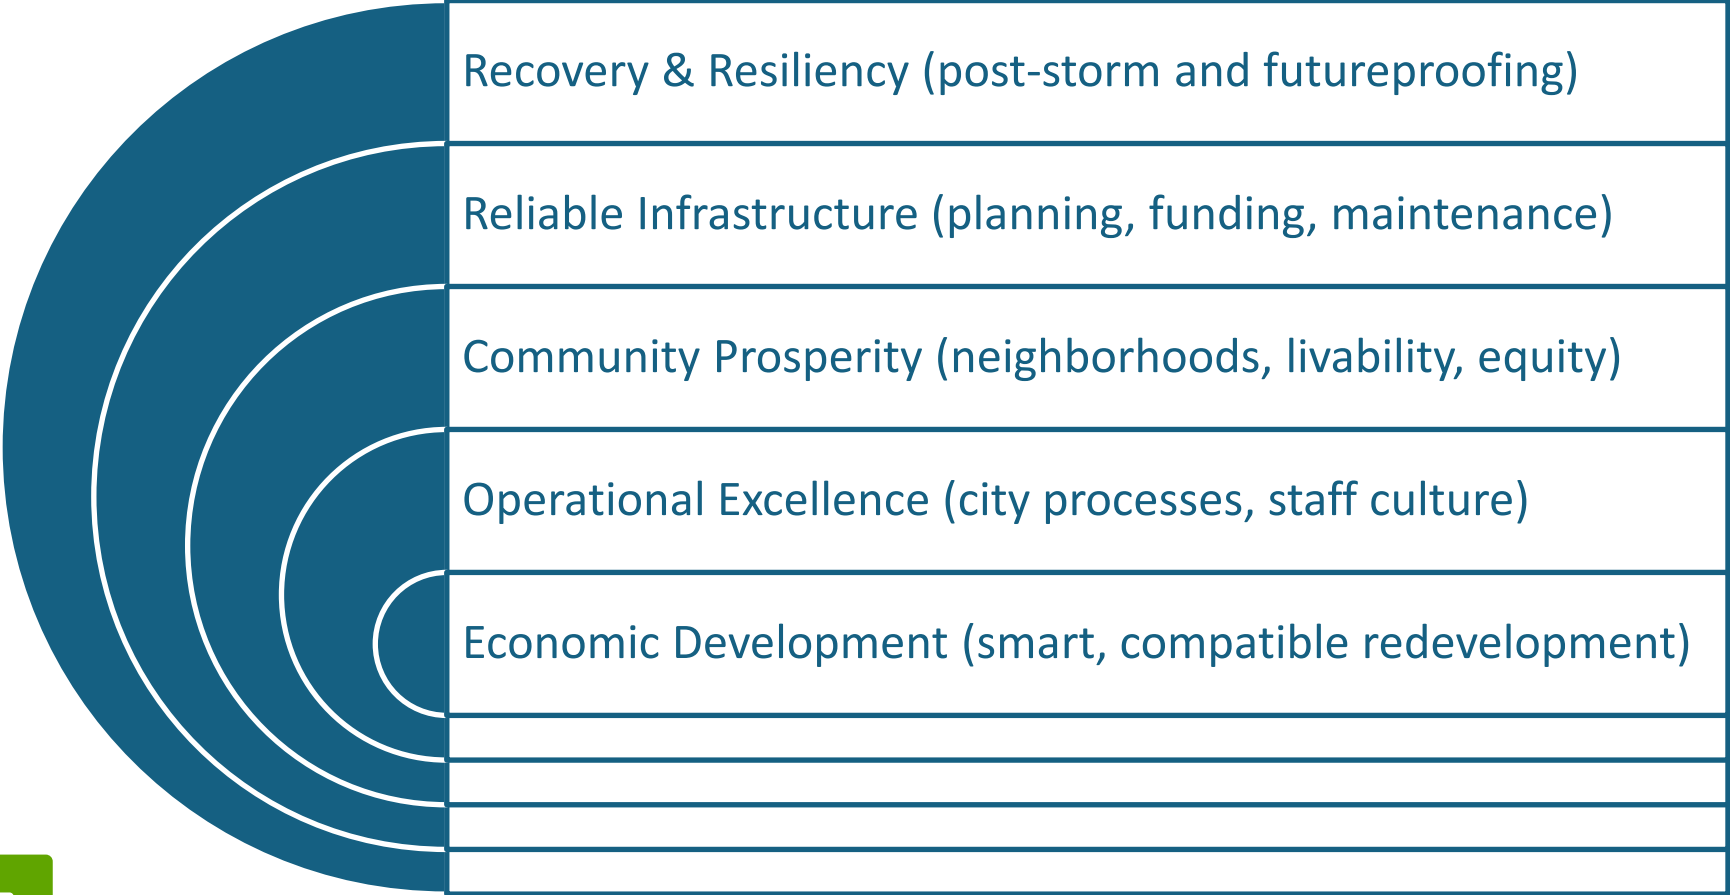 Recovery & Resiliency (post-storm and futureproofing)
Reliable Infrastructure (planning, funding, maintenance)
Community Prosperity (neighborhoods, livability, equity)
Operational Excellence (city processes, staff culture)
Economic Development (smart, compatible redevelopment)